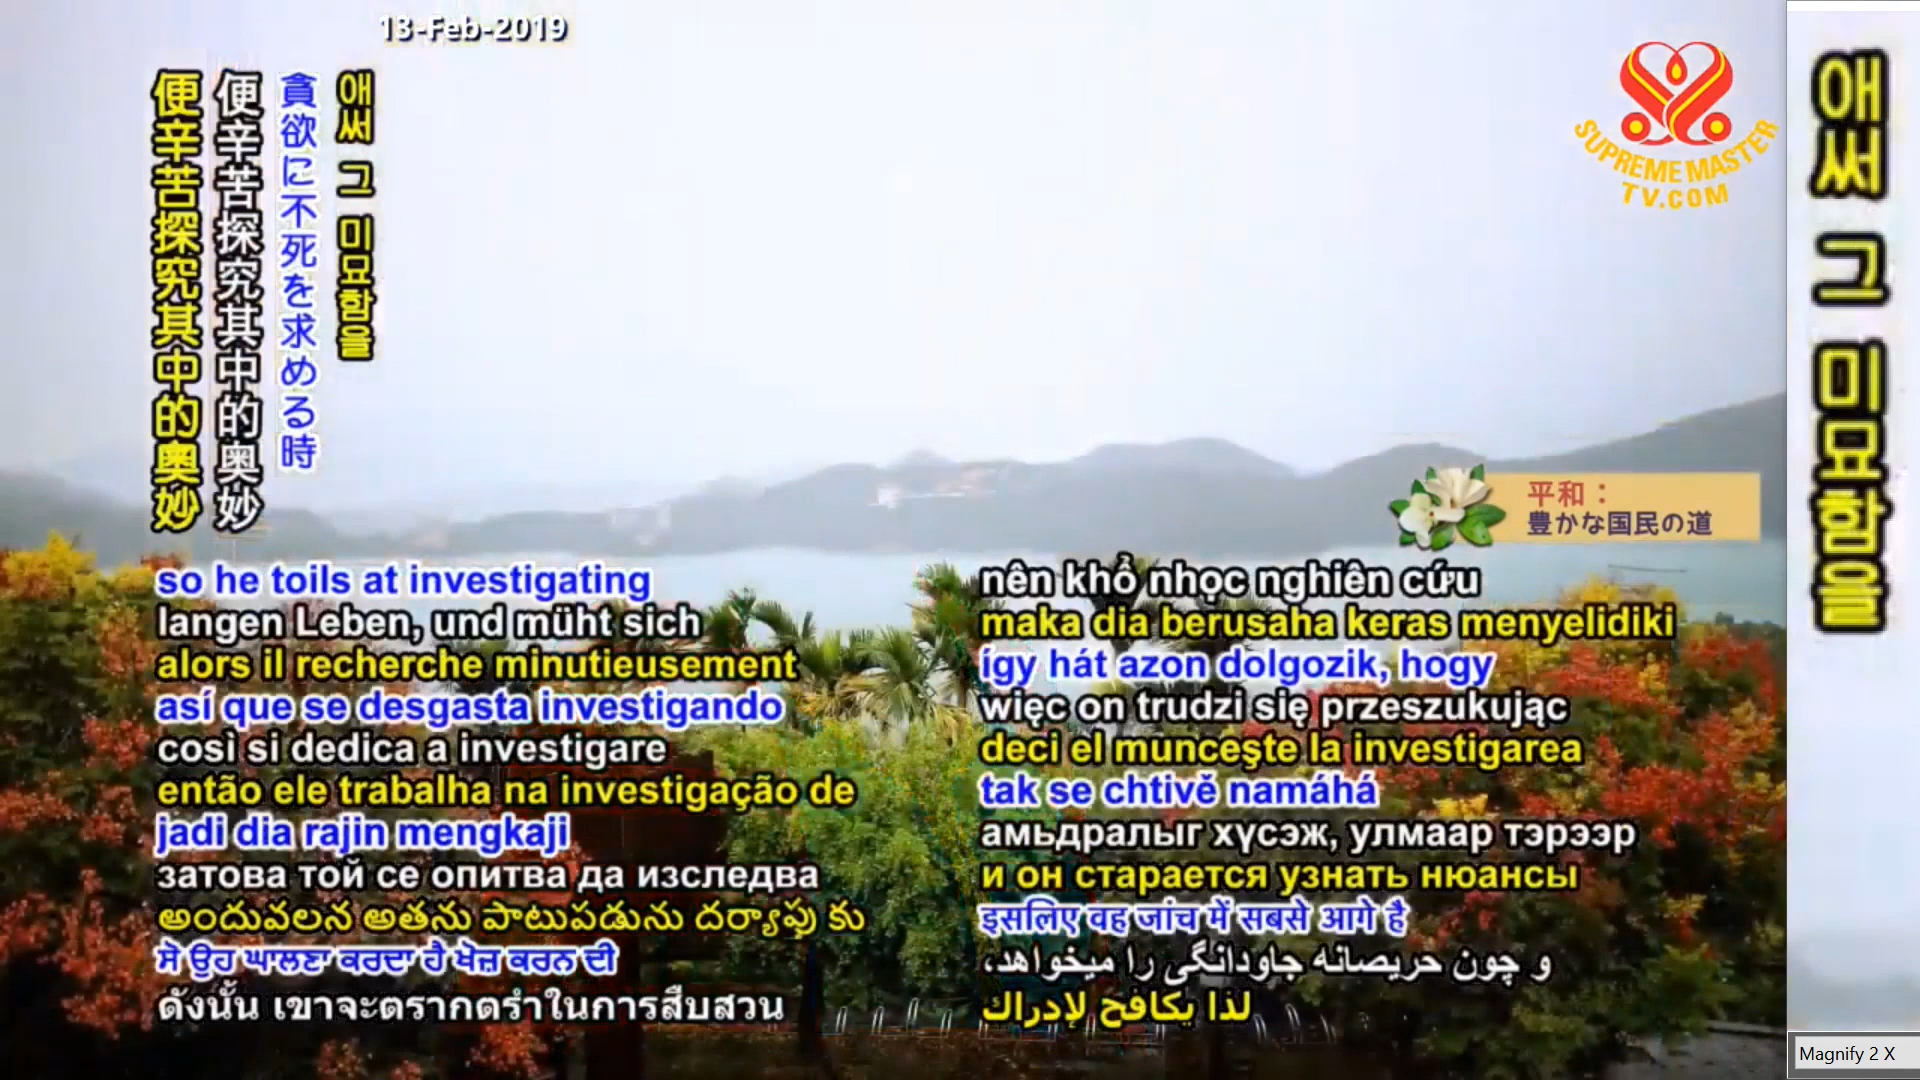 13-Feb-2019
SUPREME MASTER
TV.COM
애써 그 미묘함을
貪欲に不死を求める時
便辛苦探究其中的奥妙
便辛苦探究其中的奧妙
平和：
豊かな国民の道
so he toils at investigating
langen Leben, und müht sich
alors il recherche minutieusement
así que se desgasta investigando
così si dedica a investigare
então ele trabalha na investigação de
jadi dia rajin mengkaji
затова той се опитва да изследва
అందువలన అతను పాటుపడును దర్యాప్తు కు
ਸੋ ਉਹ ਘਾਲਣਾ ਕਰਦਾ ਹੈ ਖੋਜ਼ ਕਰਨ ਦੀ
ดังนั้น เขาจะตรากตรำในการสืบสวน
nên khổ nhọc nghiên cứu
maka dia berusaha keras menyelidiki
így hát azon dolgozik, hogy
więc on trudzi się przeszukując
deci el munceşte la investigarea
tak se chtivě namáhá
амьдралыг хүсэж, улмаар тэрээр
и он старается узнать нюансы
इसलिए वह जांच में सबसे आगे है
و چون حریصانه جاودانگی را میخواهد،
لذا يكافح لإدراك
애써 그 미묘함을
Magnify 2 X